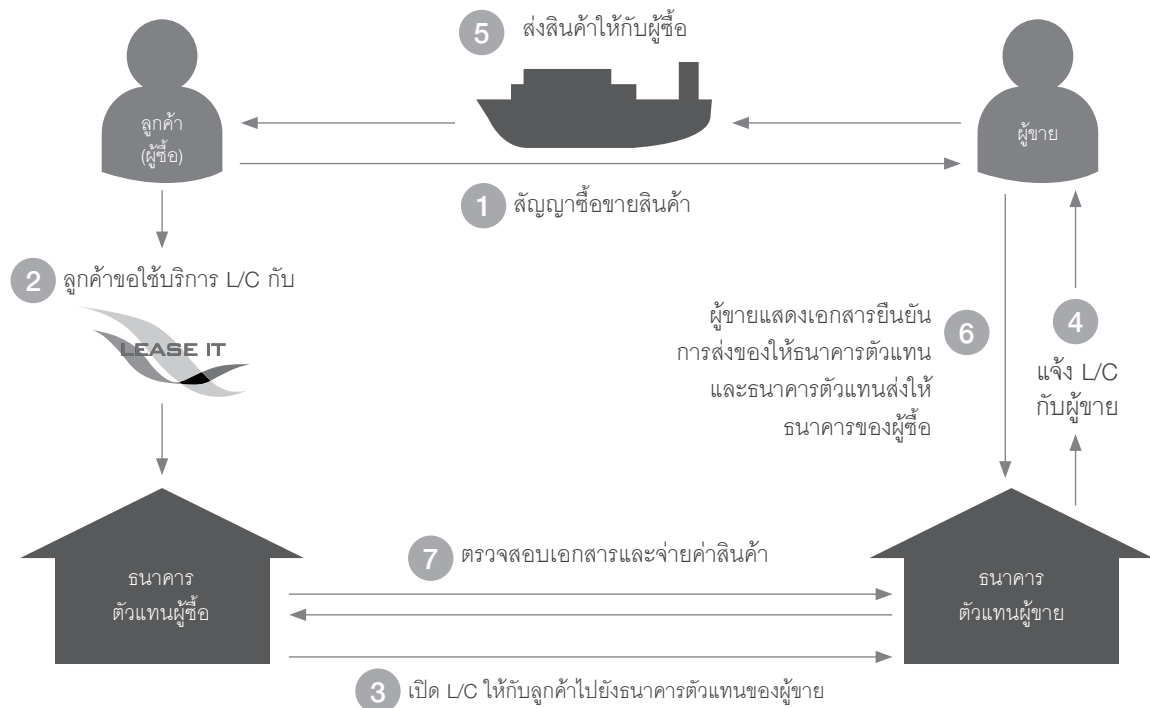 5 ส่งสินค้าให้กับผู้ซื้อ
ลูกค้า
(ผู้ซื้อ)
ผู้ขาย
1 สัญญาซื้อขายสินค้า
2 ลูกค้าขอใช้บริการ L/C กับ
LEASE IT
ผู้ขายแสดงเอกสารยืนยัน
การส่งของให้ธนาคารตัวแทน
และธนาคารตัวแทนส่งให้
ธนาคารของผู้ซื้อ
6
4
แจ้ง L/C
กับผู้ขาย
7 ตรวจสอบเอกสารและจ่ายค่าสินค้า
ธนาคาร
ตัวแทนผู้ซื้อ
ธนาคาร
ตัวแทนผู้ขาย
3 เปิด L/C ให้กับลูกค้าไปยังธนาคารตัวแทนของผู้ขาย